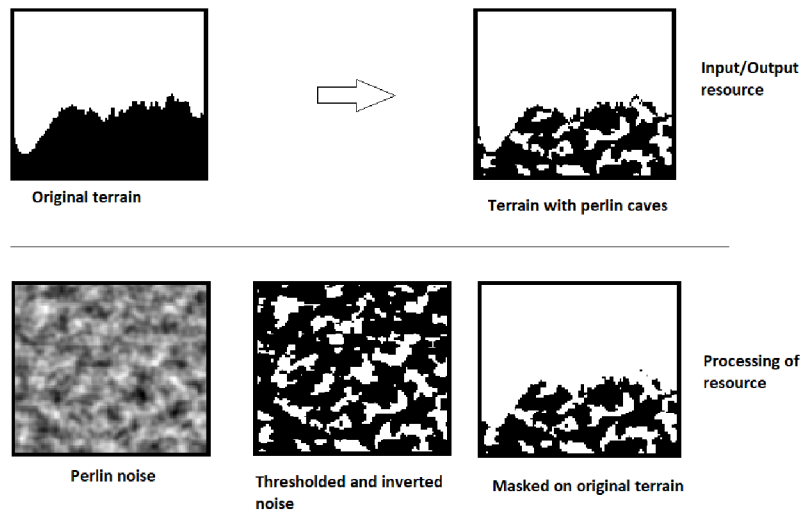 Input/Output
resource
Original terrain
Terrain with perlin caves
Processing of
resource
Perlin noise
Thresholded and inverted
noise
Masked on original terrain